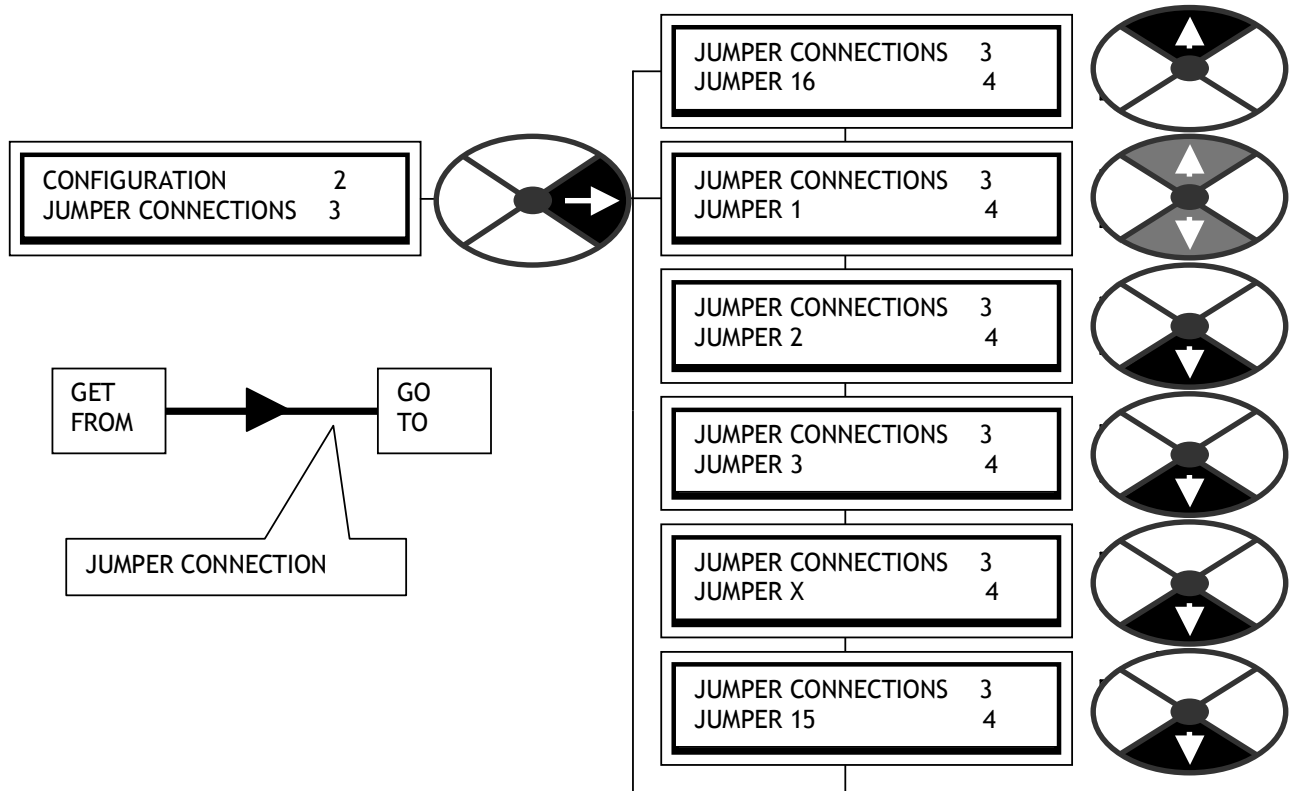 CONFIGURATION 2
JUMPER CONNECTIONS 3
GET
FROM
GO
TO
JUMPER CONNECTION
JUMPER CONNECTIONS 3
JUMPER 16 4
JUMPER CONNECTIONS 3
JUMPER 1 4
JUMPER CONNECTIONS 3
JUMPER 2 4
JUMPER CONNECTIONS 3
JUMPER 3 4
JUMPER CONNECTIONS 3
JUMPER X 4
JUMPER CONNECTIONS 3
JUMPER 15 4